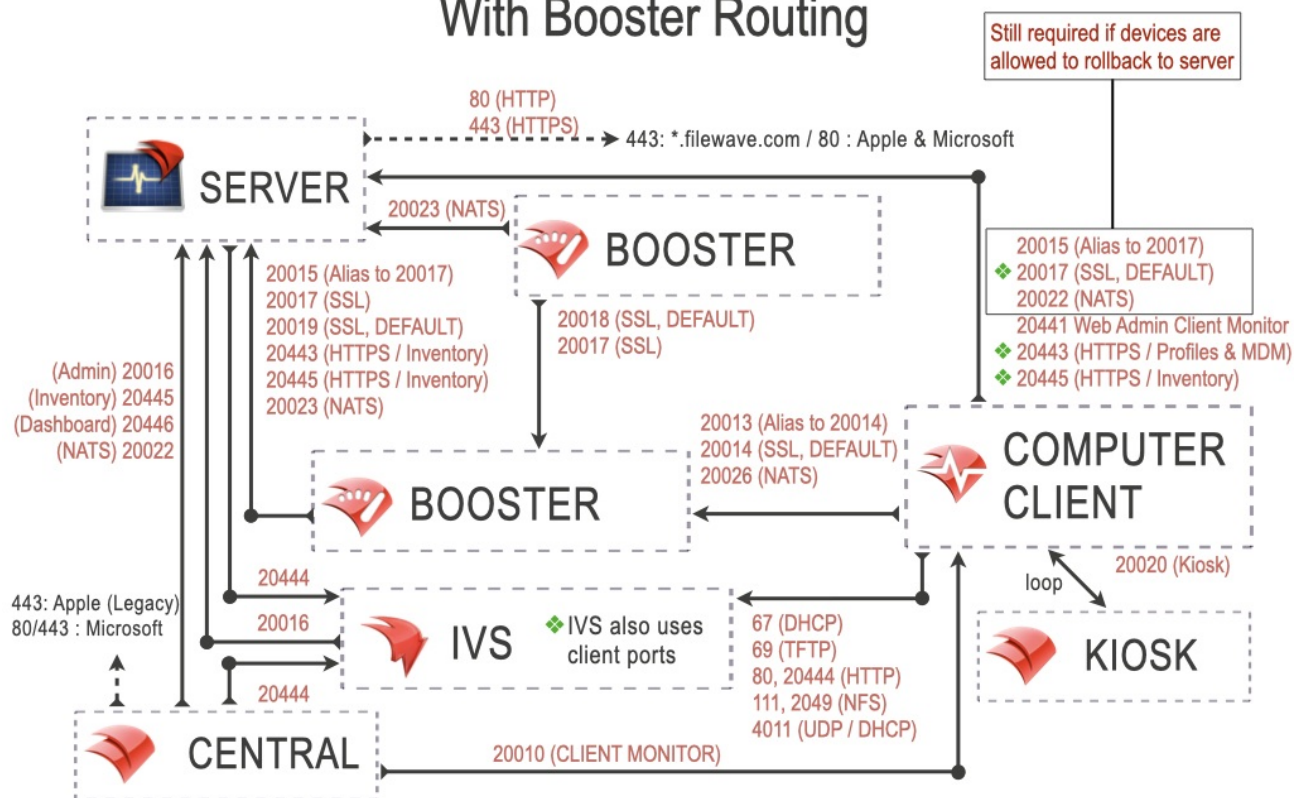 With Booster Routing
Still required if devices are
allowed to rollback to server
80 (HTTP)
443 (HTTPS)
443: *.filewave.com / 80 : Apple & Microsoft
SERVER
20023 (NATS)
BOOSTER
20015 (Alias to 20017)
20017 (SSL)
20019 (SSL, DEFAULT)
20443 (HTTPS / Inventory)
20445 (HTTPS / Inventory)
20023 (NATS)
20018 (SSL, DEFAULT)
20017 (SSL)
20015 (Alias to 20017)
20017 (SSL, DEFAULT)
20022 (NATS)
20441 Web Admin Client Monitor
20443 (HTTPS / Profiles & MDM)
20445 (HTTPS / Inventory)
(Admin) 20016
(Inventory) 20445
(Dashboard) 20446
(NATS) 20022
20013 (Alias to 20014)
20014 (SSL, DEFAULT)
20026 (NATS)
COMPUTER
CLIENT
BOOSTER
20020 (Kiosk)
loop
20444
443: Apple (Legacy)
80/443 : Microsoft
20016
IVS
IVS also uses
client ports
67 (DHCP)
69 (TFTP)
80, 20444 (HTTP)
111, 2049 (NFS)
4011 (UDP / DHCP)
KIOSK
20444
CENTRAL
20010 (CLIENT MONITOR)